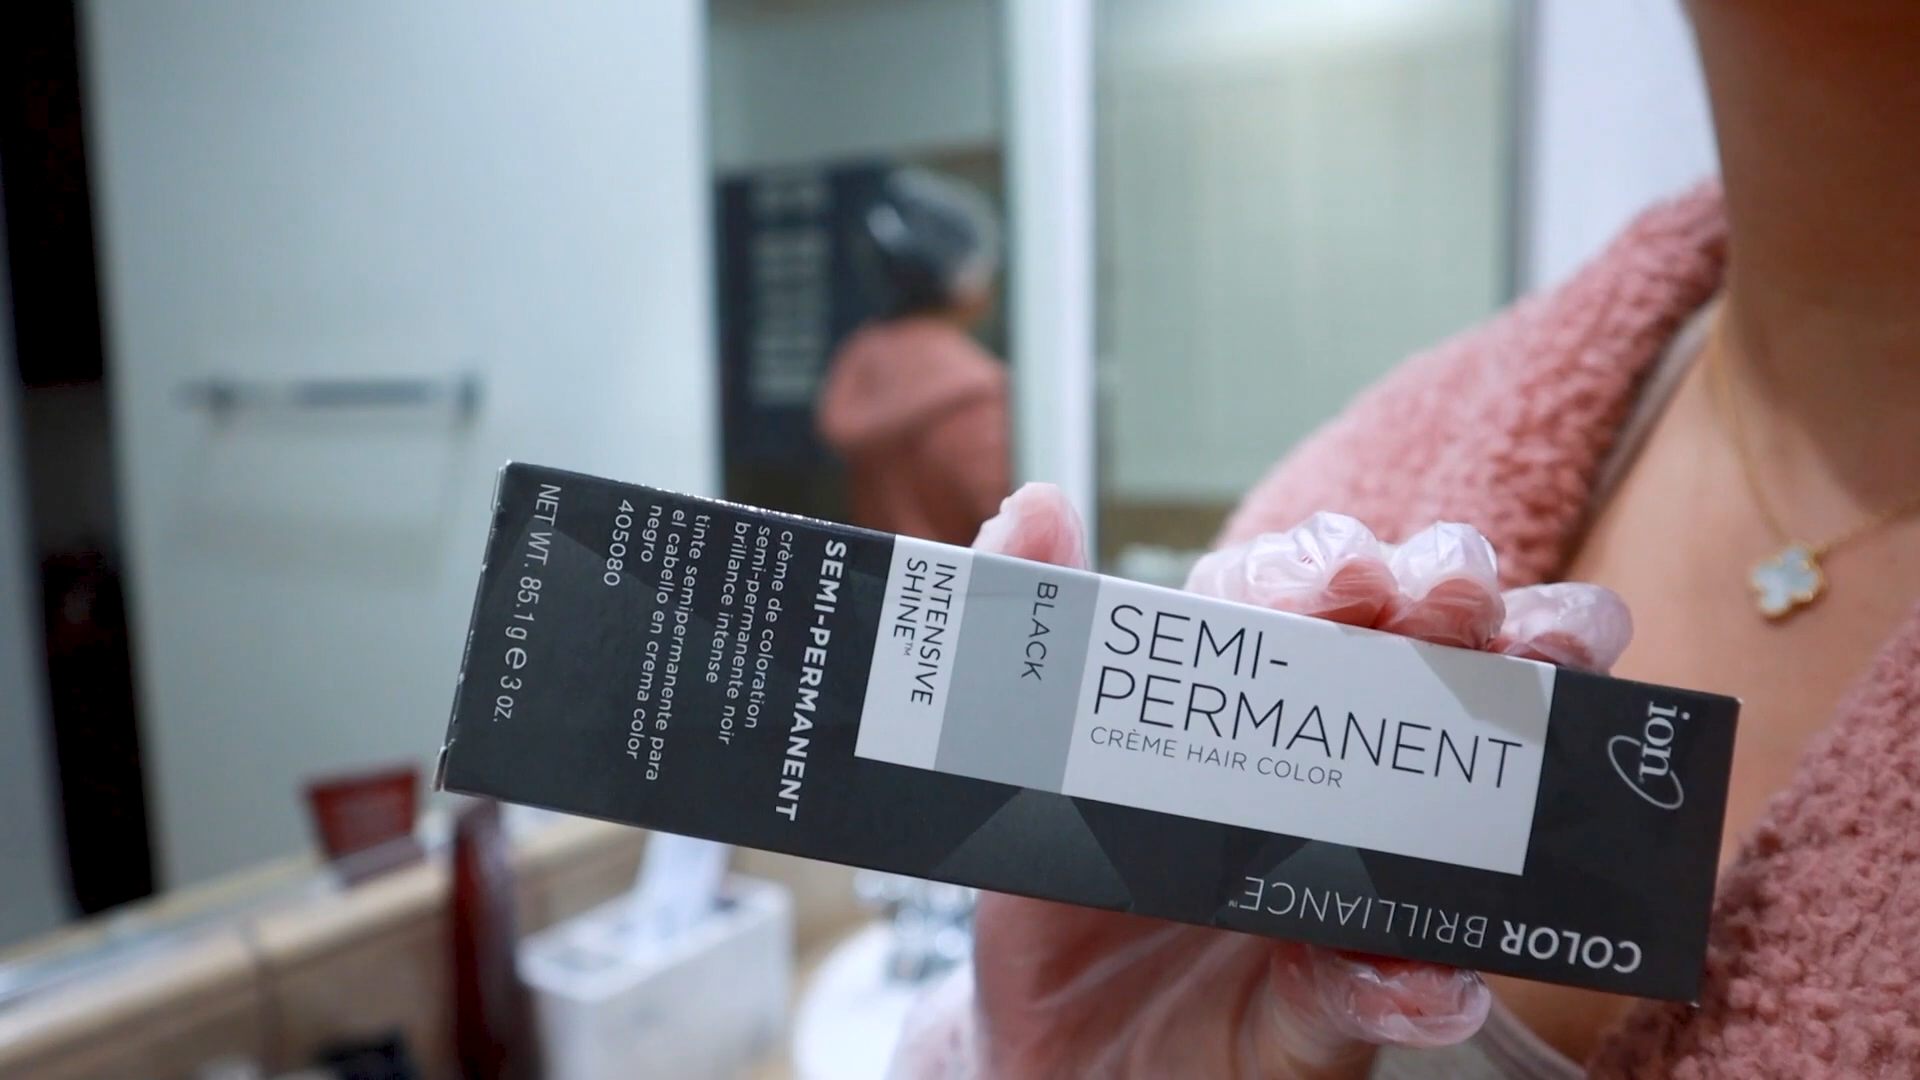 ion
SEMI-
PERMANENT
CRÈME HAIR COLOR
BLACK
INTENSIVE
SHINE™
SEMI-PERMANENT
crème de coloration
semi-permanente noir
brillance intense
tinte semipermanente para
el cabello en crema color
negro
405080
NET WT. 85.1 g e 3 oz.
COLOR BRILLIANCE™